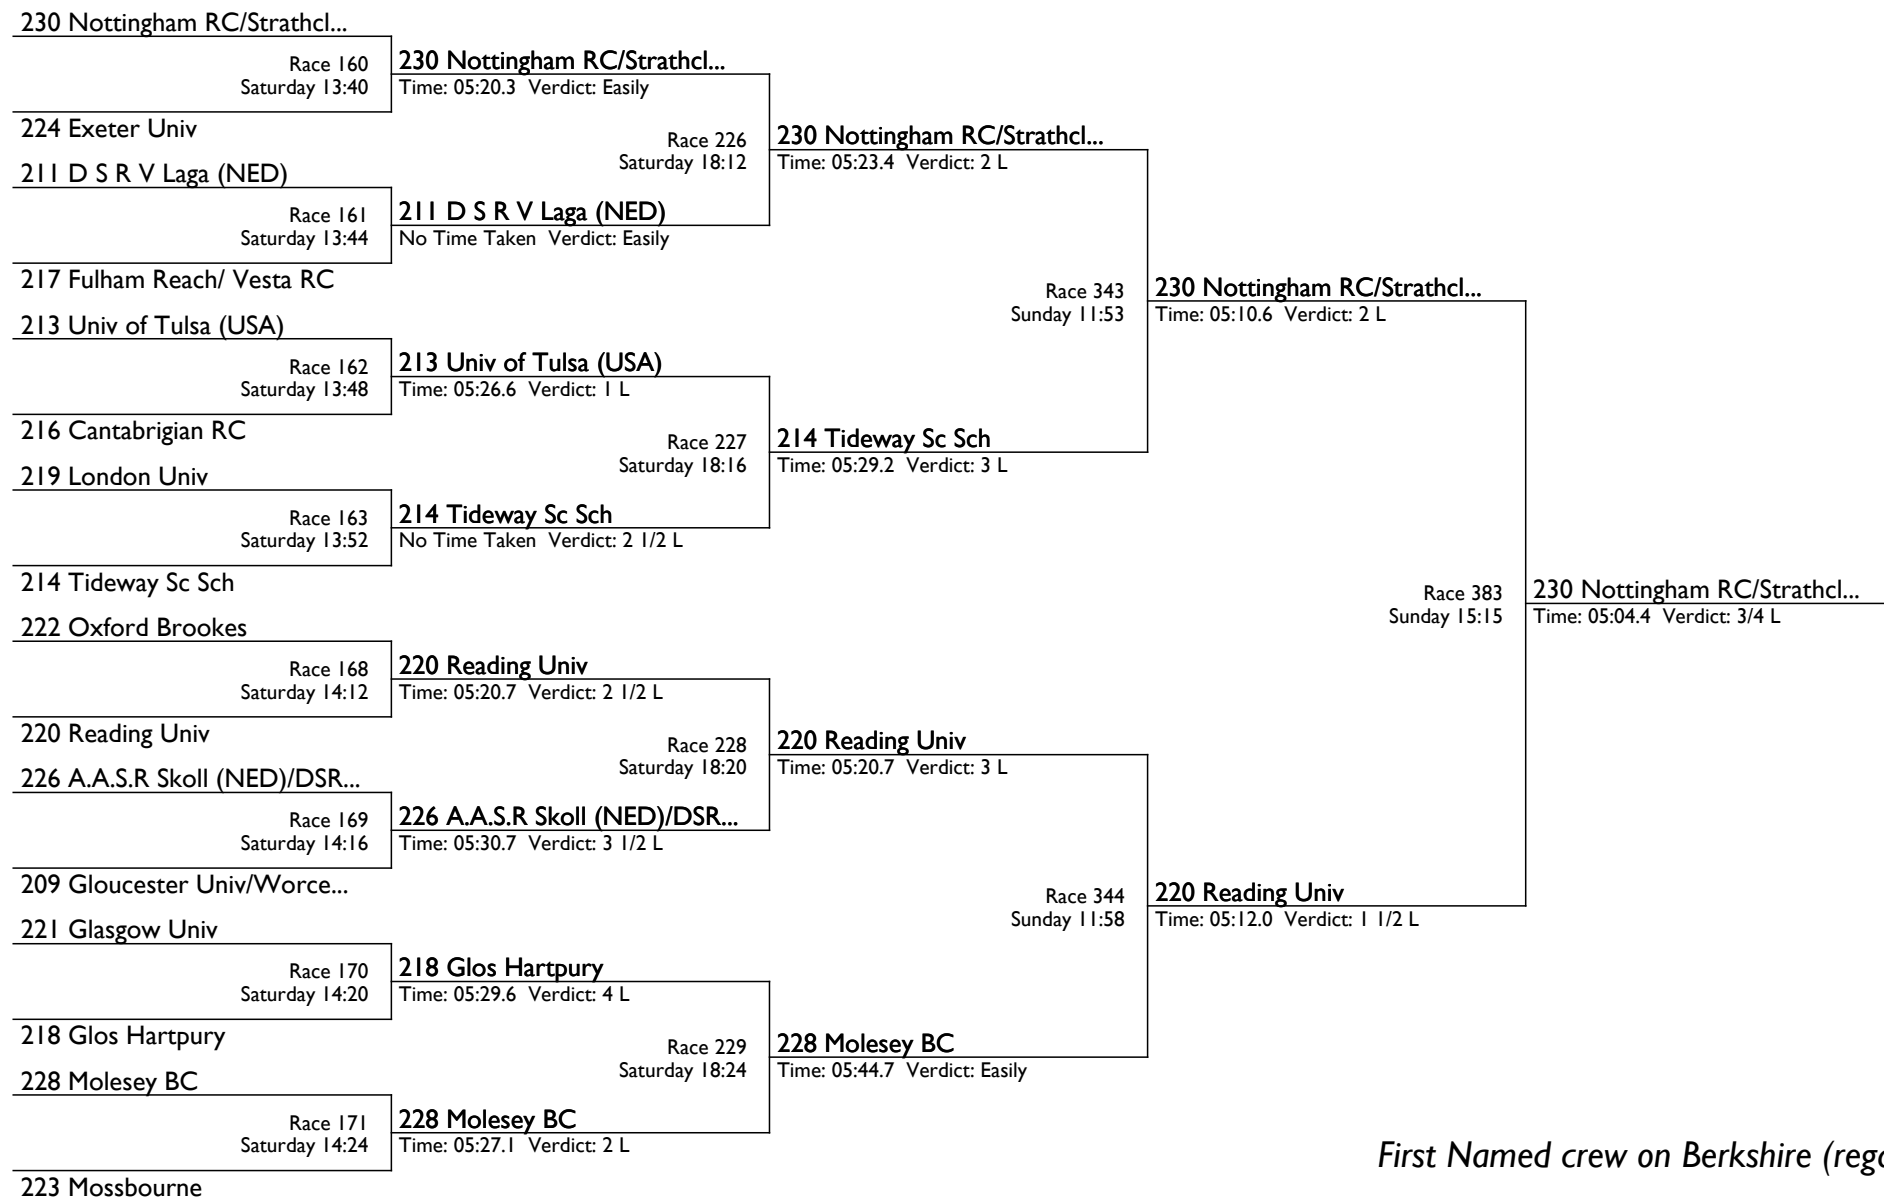 230 Nottingham RC/Strathcl...
Race 160
Saturday 13:40
224 Exeter Univ
230 Nottingham RC/Strathcl...
Time: 05:20.3 Verdict: Easily
211 D S R V Laga (NED)
Race 161
Saturday 13:44
217 Fulham Reach/ Vesta RC
211 D S R V Laga (NED)
No Time Taken Verdict: Easily
Race 226
Saturday 18:12
230 Nottingham RC/Strathcl...
Time: 05:23.4 Verdict: 2 L
213 Univ of Tulsa (USA)
Race 162
Saturday 13:48
216 Cantabrigian RC
213 Univ of Tulsa (USA)
Time: 05:26.6 Verdict: 1 L
219 London Univ
Race 163
Saturday 13:52
214 Tideway Sc Sch
214 Tideway Sc Sch
No Time Taken Verdict: 2 1/2 L
Race 227
Saturday 18:16
214 Tideway Sc Sch
Time: 05:29.2 Verdict: 3 L
Race 343
Sunday 11:53
230 Nottingham RC/Strathcl...
Time: 05:10.6 Verdict: 2 L
222 Oxford Brookes
Race 168
Saturday 14:12
220 Reading Univ
220 Reading Univ
Time: 05:20.7 Verdict: 2 1/2 L
226 A.A.S.R Skoll (NED)/DSR...
Race 169
Saturday 14:16
209 Gloucester Univ/Worce...
226 A.A.S.R Skoll (NED)/DSR...
Time: 05:30.7 Verdict: 3 1/2 L
Race 228
Saturday 18:20
220 Reading Univ
Time: 05:20.7 Verdict: 3 L
221 Glasgow Univ
Race 170
Saturday 14:20
218 Glos Hartpury
218 Glos Hartpury
Time: 05:29.6 Verdict: 4 L
228 Molesey BC
Race 171
Saturday 14:24
223 Mossbourne
228 Molesey BC
Time: 05:27.1 Verdict: 2 L
Race 229
Saturday 18:24
228 Molesey BC
Time: 05:44.7 Verdict: Easily
Race 344
Sunday 11:58
220 Reading Univ
Time: 05:12.0 Verdict: 1 1/2 L
Race 383
Sunday 15:15
230 Nottingham RC/Strathcl...
Time: 05:04.4 Verdict: 3/4 L
First Named crew on Berkshire